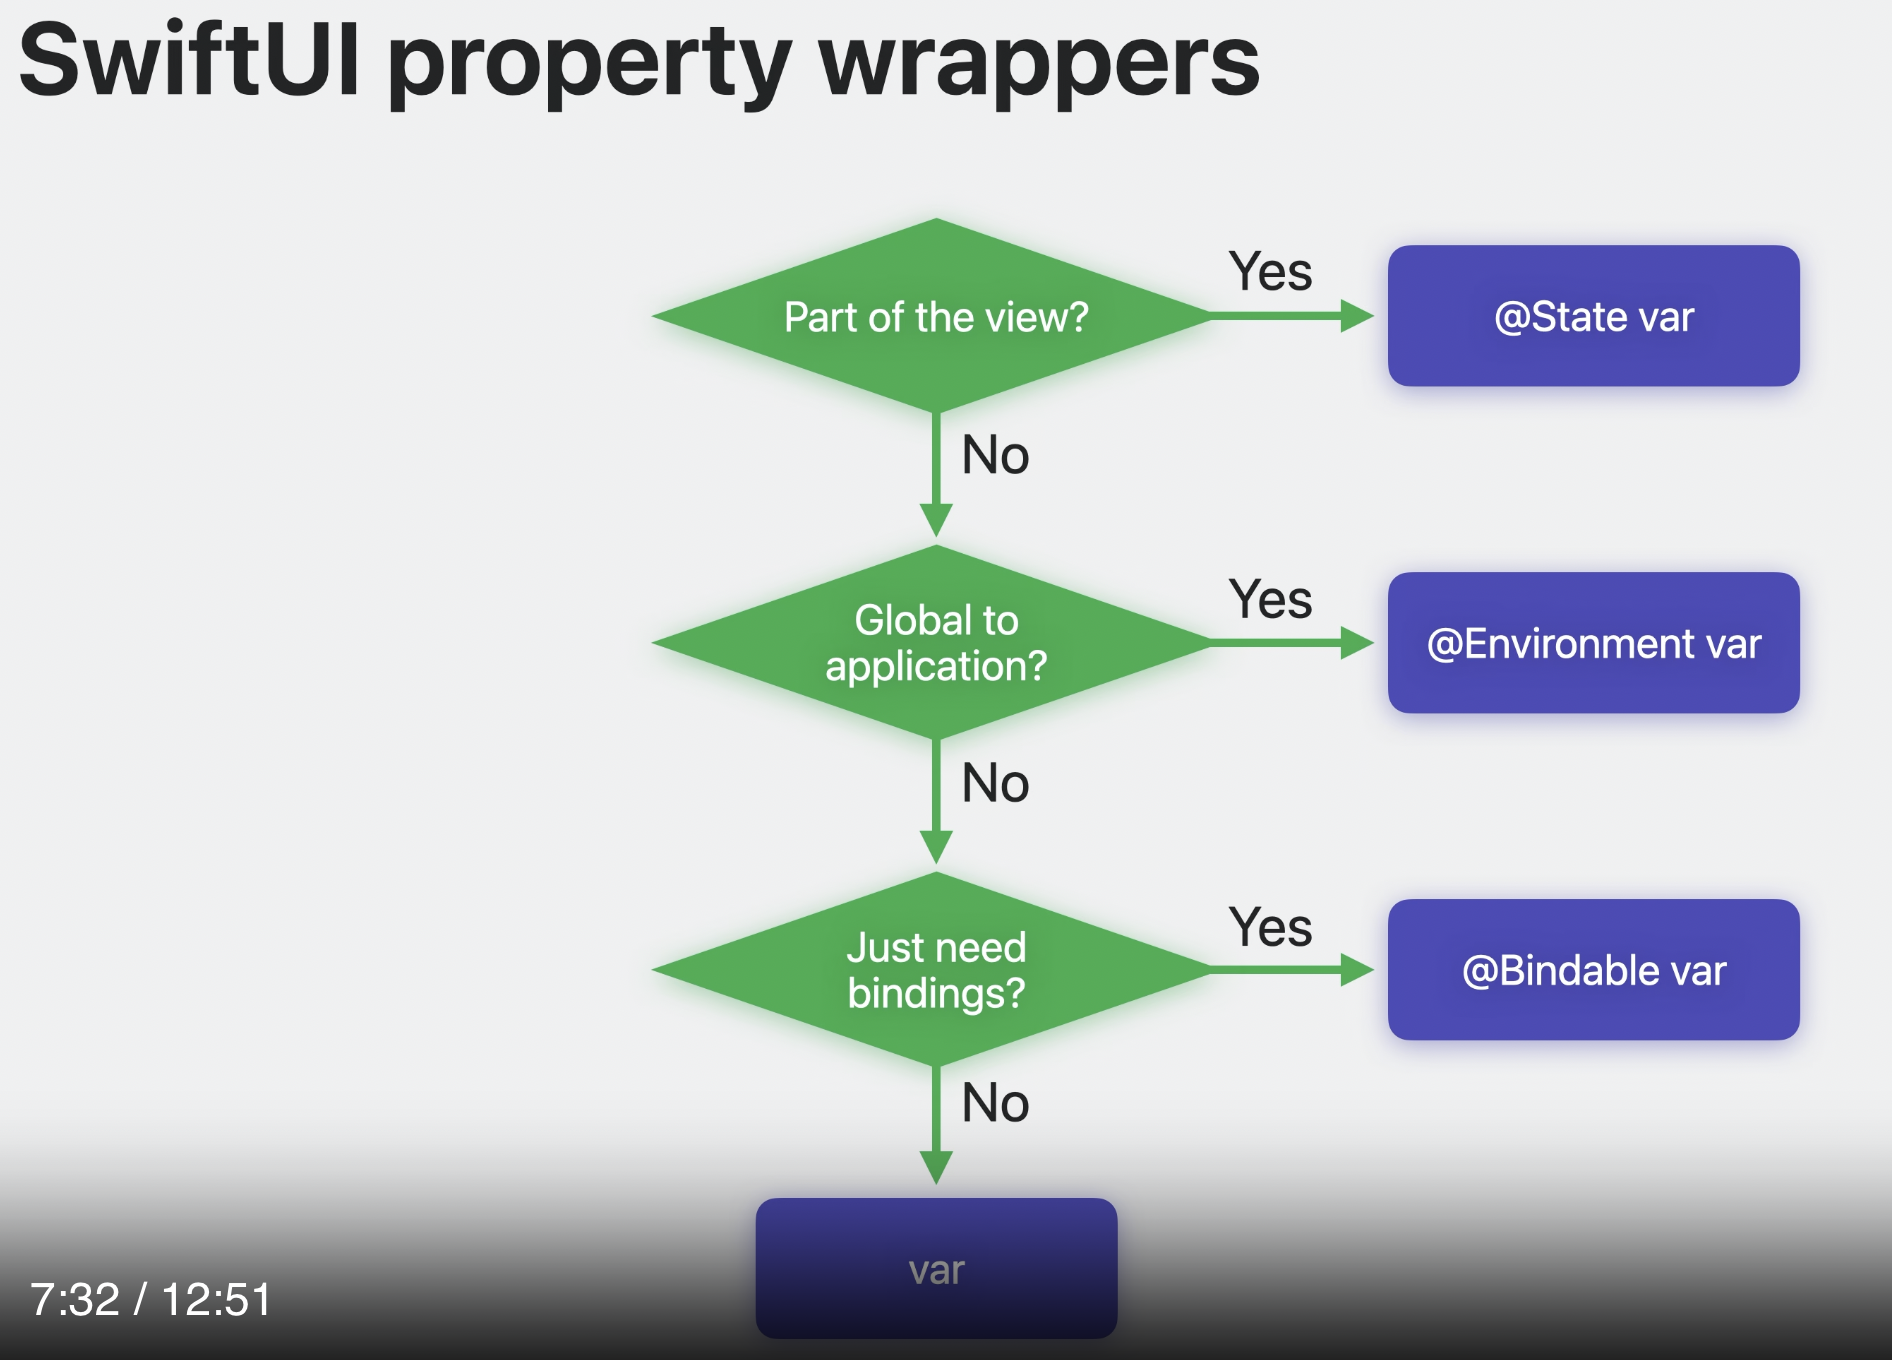 SwiftUI property wrappers
Part of the view?
Yes
@State var
No
Global to
application?
Yes
@Environment var
No
Just need
bindings?
Yes
@Bindable var
No
var
7:32 / 12:51